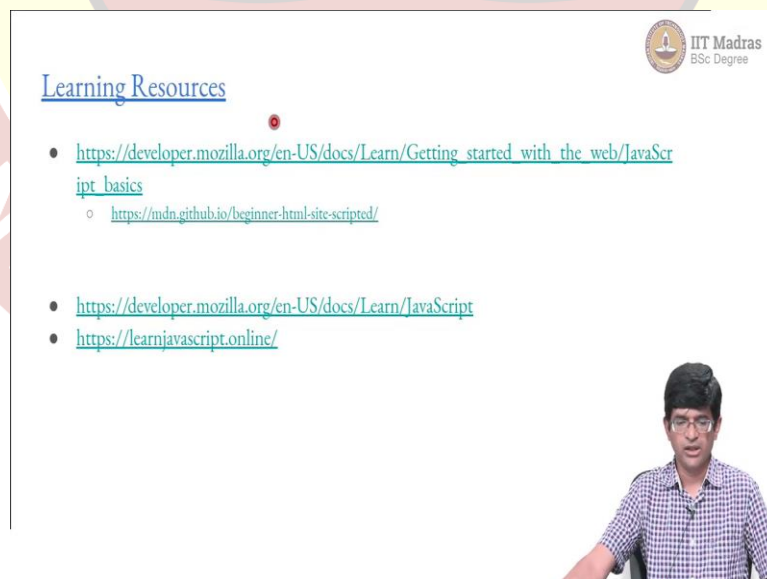 IIT Madras
BSc Degree
Learning Resources
https://developer.mozilla.org/en-US/docs/Learn/Getting_started_with_the_web/JavaScr
ipt_basics
https://mdn.github.io/beginner-html-site-scripted/
https://developer.mozilla.org/en-US/docs/Learn/JavaScript
https://learnjavascript.online/